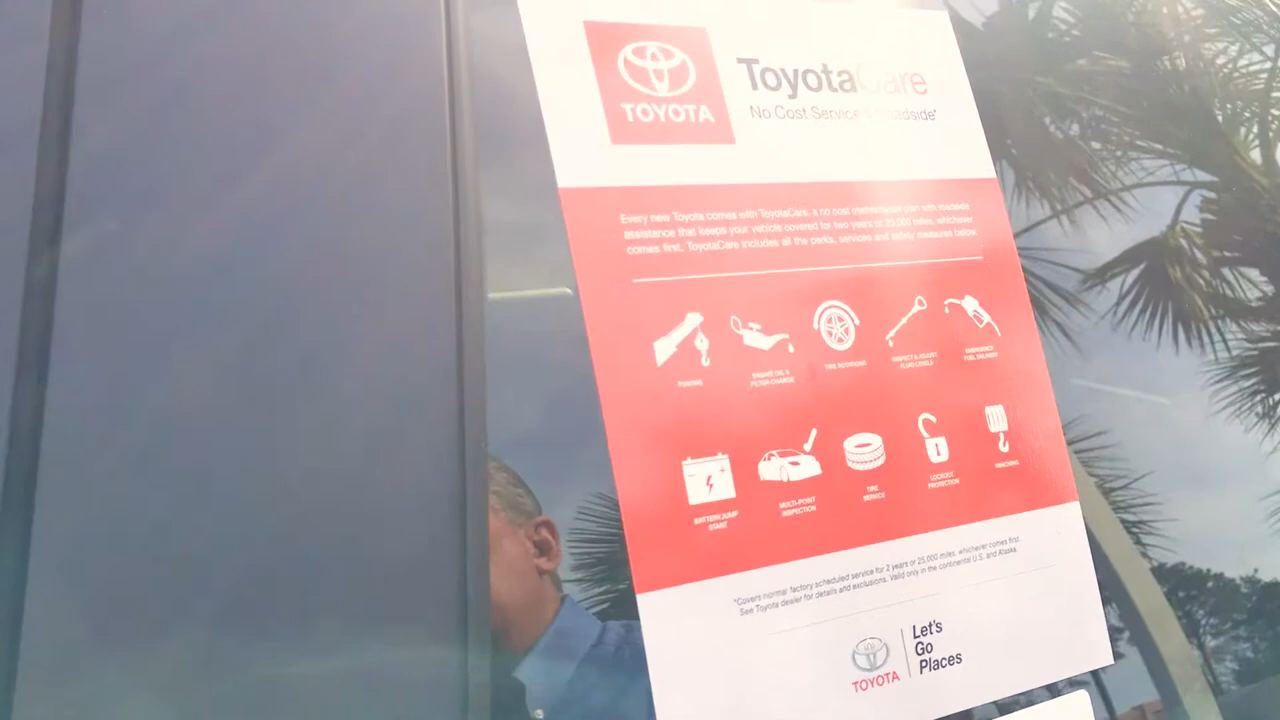 TOYOTA
ToyotaCare
No Cost Service & Roadside*
Every new Toyota comes with ToyotaCare, a no cost maintenance plan with roadside
assistance that keeps your vehicle covered for two years or 25,000 miles, whichever
comes first. ToyotaCare includes all the perks, services and safety measures below.
TOWING
ENGINE OIL &
FILTER CHANGE
TIRE ROTATIONS
INSPECT & ADJUST
FLUID LEVELS
EMERGENCY
FUEL DELIVERY
BATTERY JUMP
START
MULTI-POINT
INSPECTION
TIRE
SERVICE
LOCKOUT
PROTECTION
WINCHING
*Covers normal factory scheduled service for 2 years or 25,000 miles, whichever comes first.
See Toyota dealer for details and exclusions. Valid only in the continental U.S. and Alaska.
TOYOTA
Let's
Go
Places